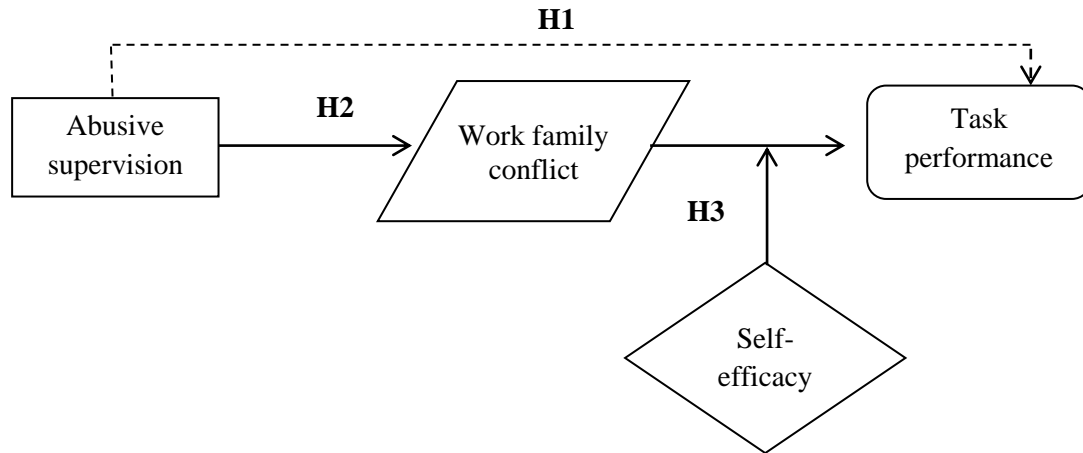 H1
Abusive
supervision
H2
Work family
conflict
Task
performance
H3
Self-
efficacy